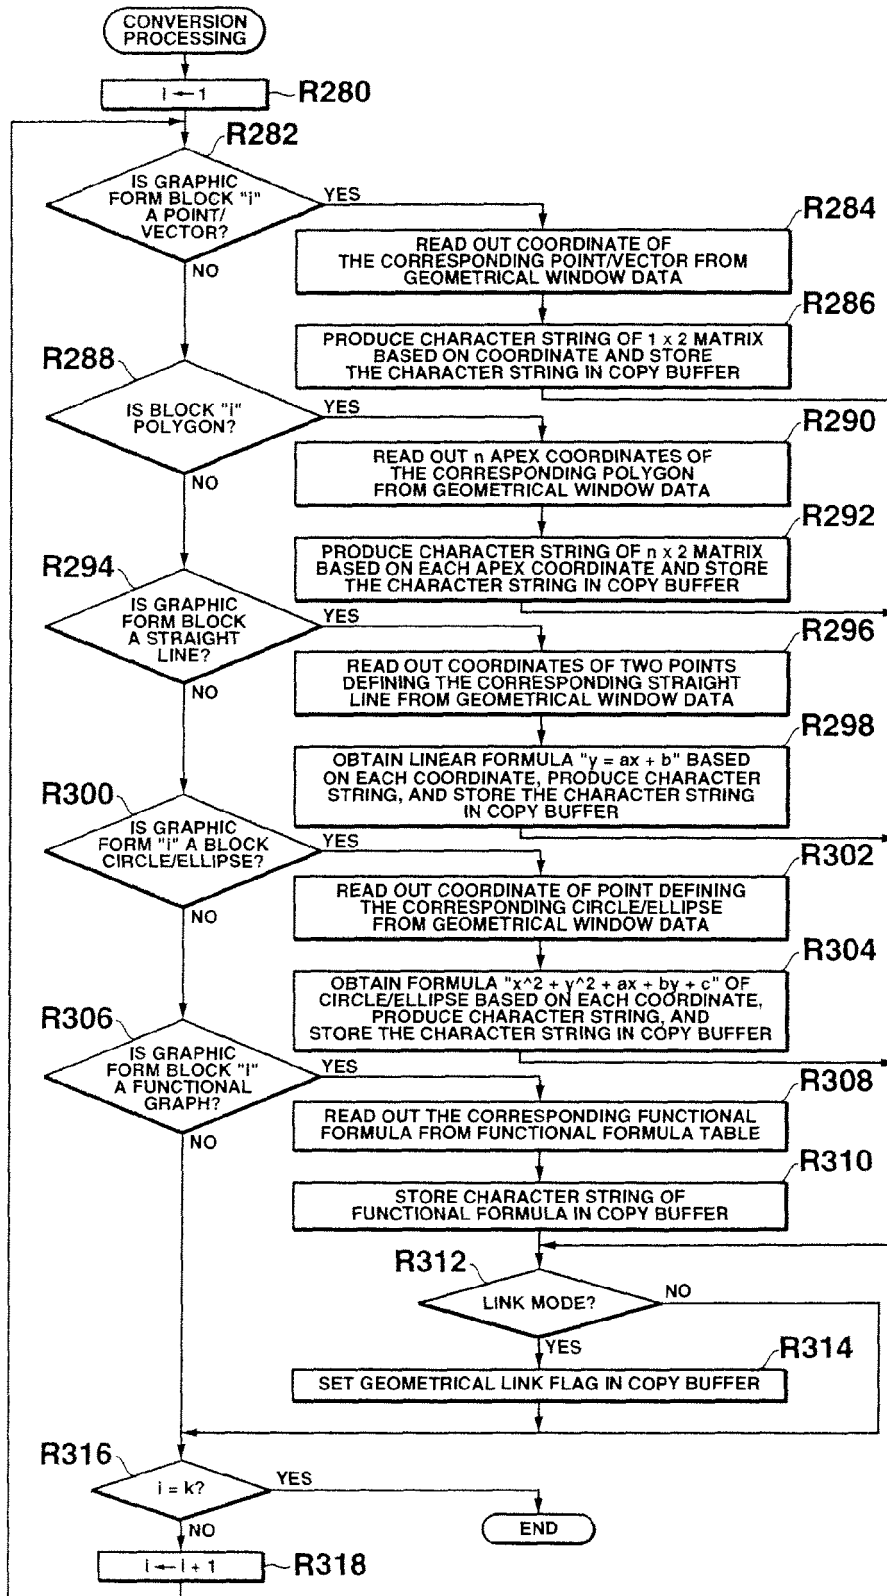 CONVERSION
PROCESSING
i ← 1
R280
R282
IS GRAPHIC
FORM BLOCK "i"
A POINT/
VECTOR?
YES
NO
R284
READ OUT COORDINATE OF
THE CORRESPONDING POINT/VECTOR FROM
GEOMETRICAL WINDOW DATA
R286
PRODUCE CHARACTER STRING OF 1 x 2 MATRIX
BASED ON COORDINATE AND STORE
THE CHARACTER STRING IN COPY BUFFER
R288
IS BLOCK "i"
POLYGON?
YES
NO
R290
READ OUT n APEX COORDINATES OF
THE CORRESPONDING POLYGON
FROM GEOMETRICAL WINDOW DATA
R292
PRODUCE CHARACTER STRING OF n x 2 MATRIX
BASED ON EACH APEX COORDINATE AND STORE
THE CHARACTER STRING IN COPY BUFFER
R294
IS GRAPHIC
FORM BLOCK
A STRAIGHT
LINE?
YES
NO
R296
READ OUT COORDINATES OF TWO POINTS
DEFINING THE CORRESPONDING STRAIGHT
LINE FROM GEOMETRICAL WINDOW DATA
R298
OBTAIN LINEAR FORMULA "y = ax + b" BASED
ON EACH COORDINATE, PRODUCE CHARACTER
STRING, AND STORE THE CHARACTER STRING
IN COPY BUFFER
R300
IS GRAPHIC
FORM "i" A BLOCK
CIRCLE/ELLIPSE?
YES
NO
R302
READ OUT COORDINATE OF POINT DEFINING
THE CORRESPONDING CIRCLE/ELLIPSE
FROM GEOMETRICAL WINDOW DATA
R304
OBTAIN FORMULA "x^2 + y^2 + ax + by + c" OF
CIRCLE/ELLIPSE BASED ON EACH COORDINATE,
PRODUCE CHARACTER STRING, AND
STORE THE CHARACTER STRING IN COPY BUFFER
R306
IS GRAPHIC
FORM BLOCK "i"
A FUNCTIONAL
GRAPH?
YES
NO
R308
READ OUT THE CORRESPONDING FUNCTIONAL
FORMULA FROM FUNCTIONAL FORMULA TABLE
R310
STORE CHARACTER STRING OF
FUNCTIONAL FORMULA IN COPY BUFFER
R312
LINK MODE?
NO
YES
R314
SET GEOMETRICAL LINK FLAG IN COPY BUFFER
R316
i = k?
YES
NO
END
i ← i + 1
R318